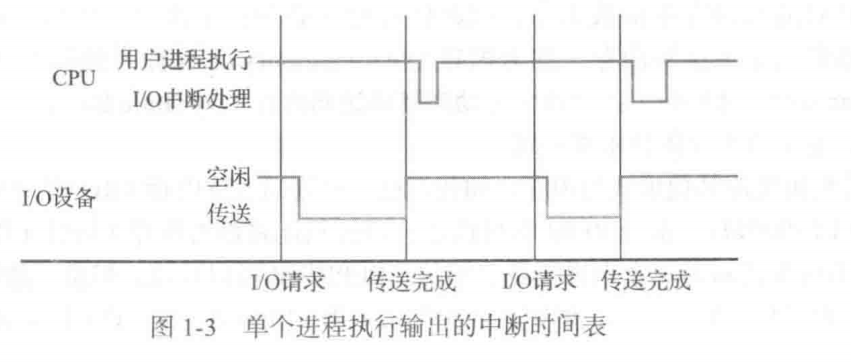 CPU
用户进程执行
I/O中断处理
I/O设备
空闲
传送
I/O请求 传送完成 I/O请求 传送完成
图 1-3 单个进程执行输出的中断时间表